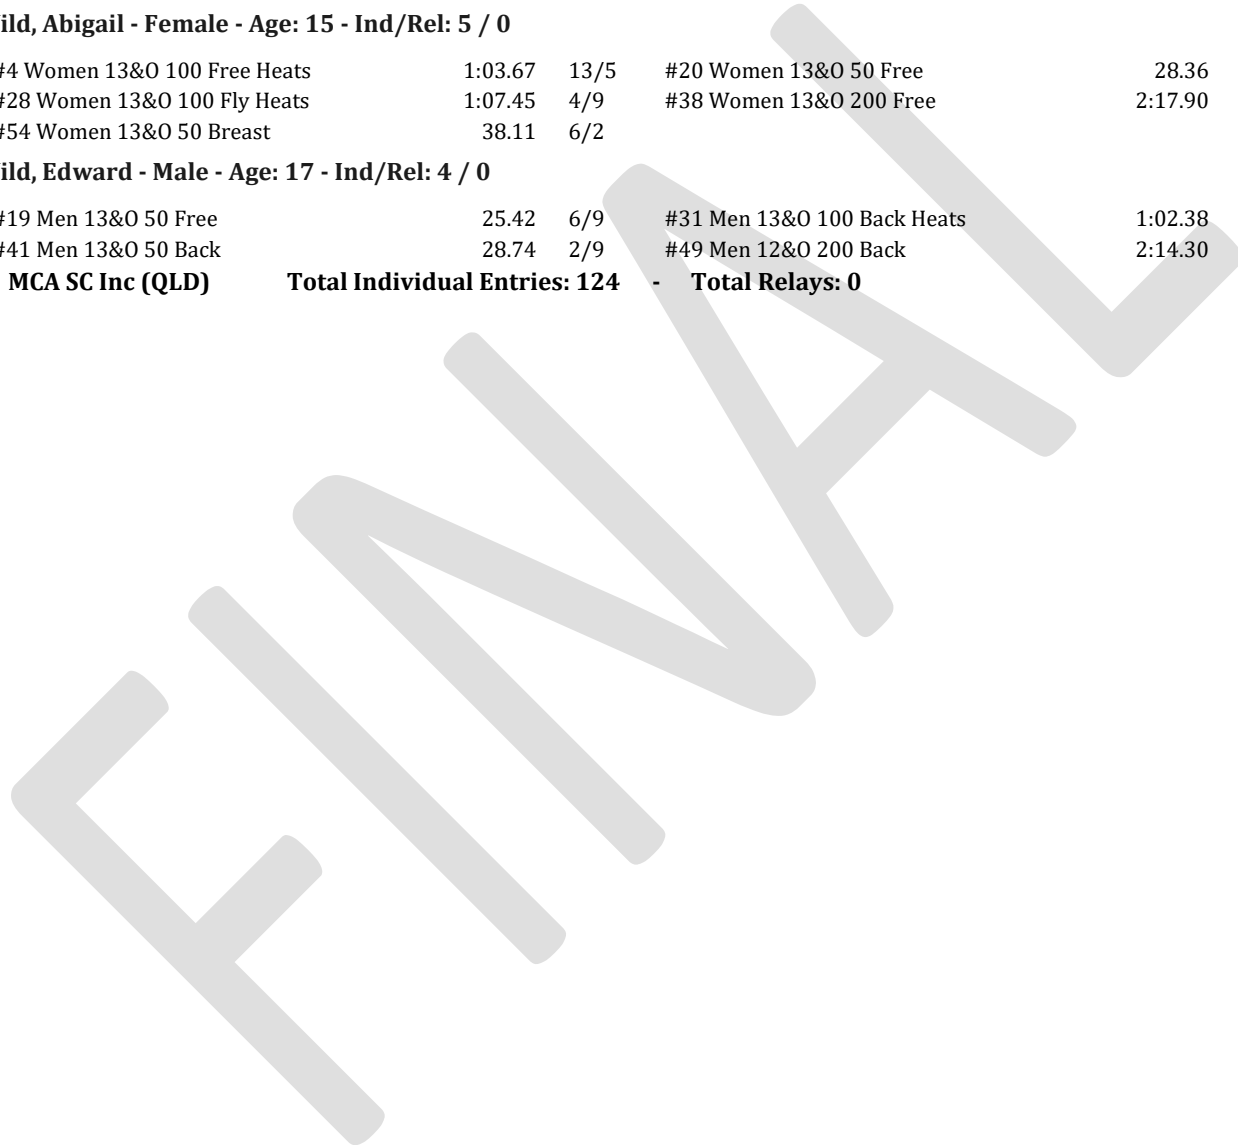 ild, Abigail - Female - Age: 15 - Ind/Rel: 5 / 0
#4 Women 13&O 100 Free Heats 1:03.67 13/5 #20 Women 13&O 50 Free 28.36
#28 Women 13&O 100 Fly Heats 1:07.45 4/9 #38 Women 13&O 200 Free 2:17.90
#54 Women 13&O 50 Breast 38.11 6/2
ild, Edward - Male - Age: 17 - Ind/Rel: 4 / 0
#19 Men 13&O 50 Free 25.42 6/9 #31 Men 13&O 100 Back Heats 1:02.38
#41 Men 13&O 50 Back 28.74 2/9 #49 Men 12&O 200 Back 2:14.30
MCA SC Inc (QLD) Total Individual Entries: 124 - Total Relays: 0
FINAL